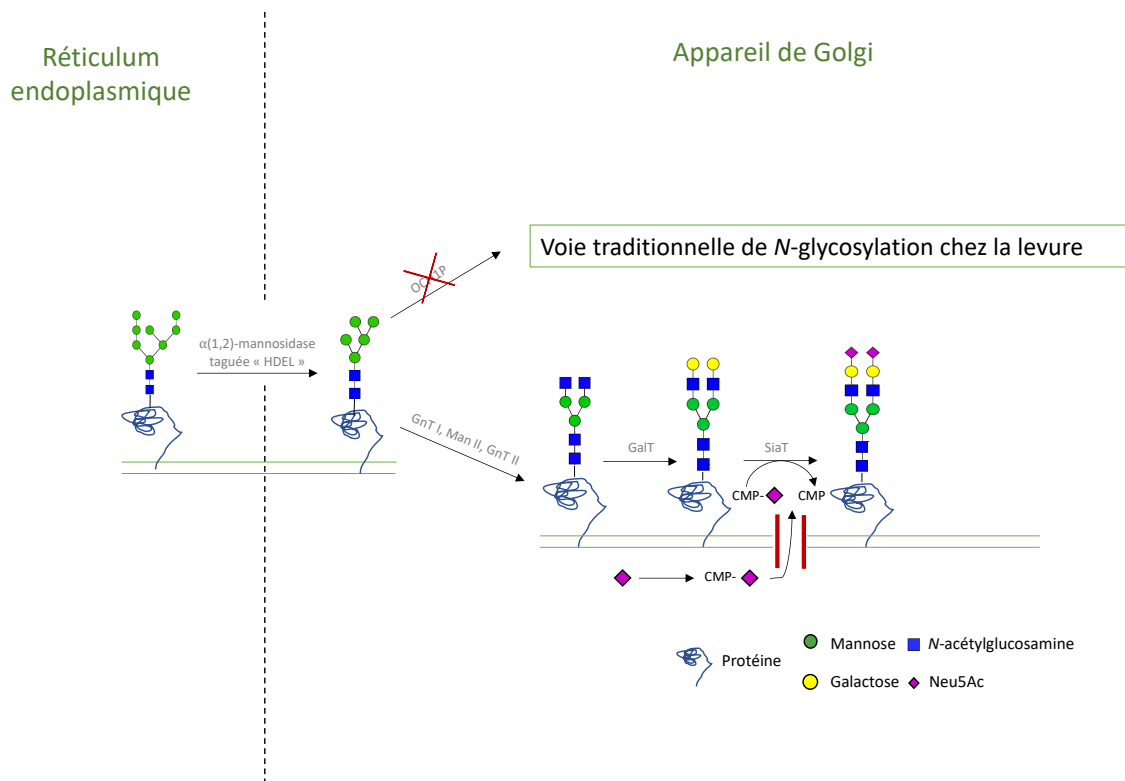 Réticulum
endoplasmique
Appareil de Golgi
Voie traditionnelle de N-glycosylation chez la levure
α(1,2)-mannosidase
taguée « HDEL »
GnT I, Man II, GnT II
GalT
SiaT
CMP-
CMP
CMP-
Protéine
Mannose
N-acétylglucosamine
Galactose
Neu5Ac